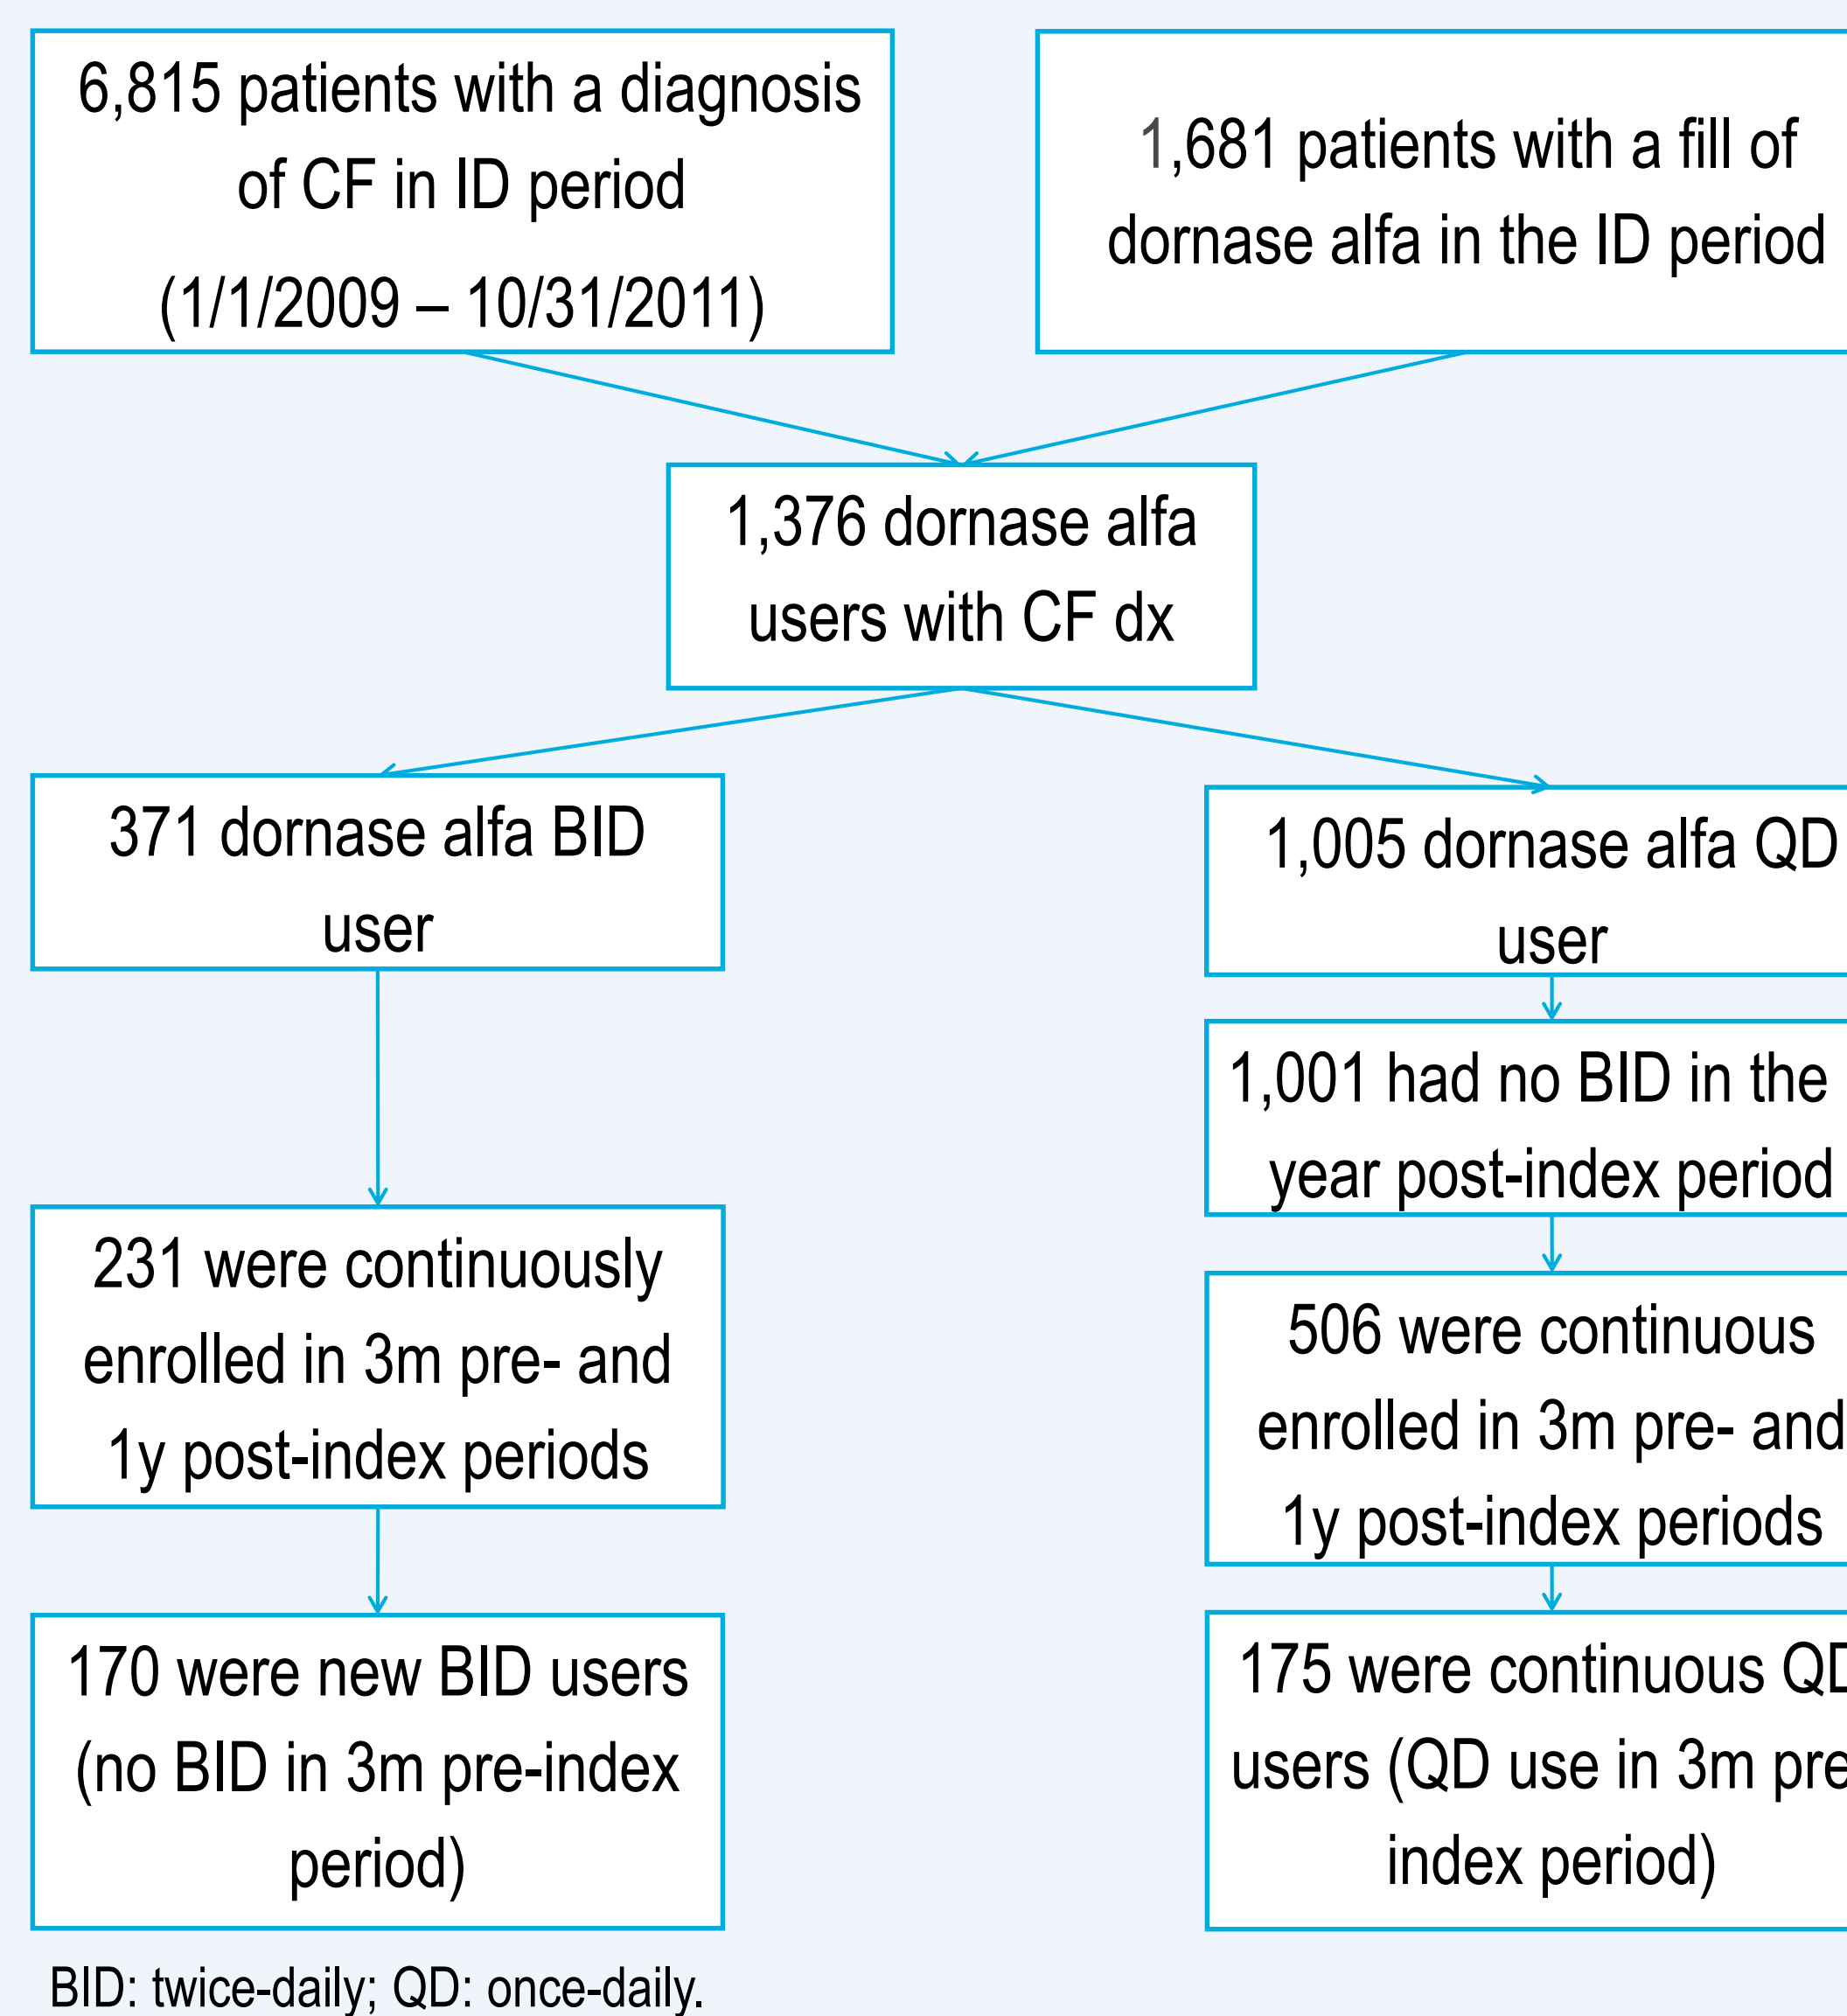 6,815 patients with a diagnosis
of CF in ID period
(1/1/2009 – 10/31/2011)
1,681 patients with a fill of
dornase alfa in the ID period
1,376 dornase alfa
users with CF dx
371 dornase alfa BID
user
1,005 dornase alfa QD
user
1,001 had no BID in the
year post-index period
231 were continuously
enrolled in 3m pre- and
1y post-index periods
506 were continuous
enrolled in 3m pre- and
1y post-index periods
170 were new BID users
(no BID in 3m pre-index
period)
175 were continuous QD
users (QD use in 3m pre
index period)
BID: twice-daily; QD: once-daily.